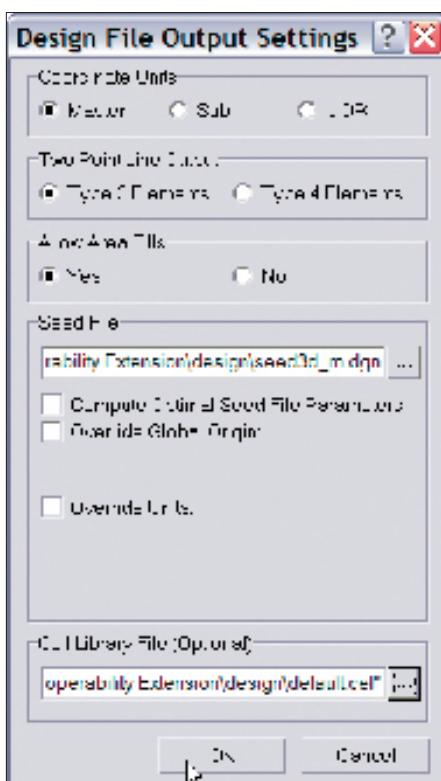 Design File Output Settings
Coordinate Units
Master Sub UOR
Two Point Line Output
Type 3 Elements Type 4 Elements
Allow Area Fills
Yes No
Seed File
rability Extension\design\seed3d_m.dgn ...
Compute Optimal Seed File Parameters
Override Global Origin:
Override Units:
Cell Library File (Optional)
operability Extension\design\default.cel" ...
OK Cancel